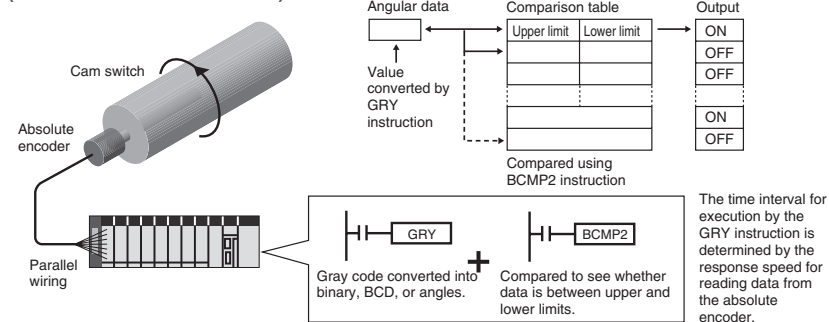 Angular data
Comparison table
Output
Upper limit
Lower limit
ON
OFF
OFF
ON
OFF
Value
converted by
GRY
instruction
Compared using
BCMP2 instruction
Cam switch
Absolute
encoder
Parallel
wiring
GRY
Gray code converted into
binary, BCD, or angles.
+
BCMP2
Compared to see whether
data is between upper and
lower limits.
The time interval for
execution by the
GRY instruction is
determined by the
response speed for
reading data from
the absolute
encoder.